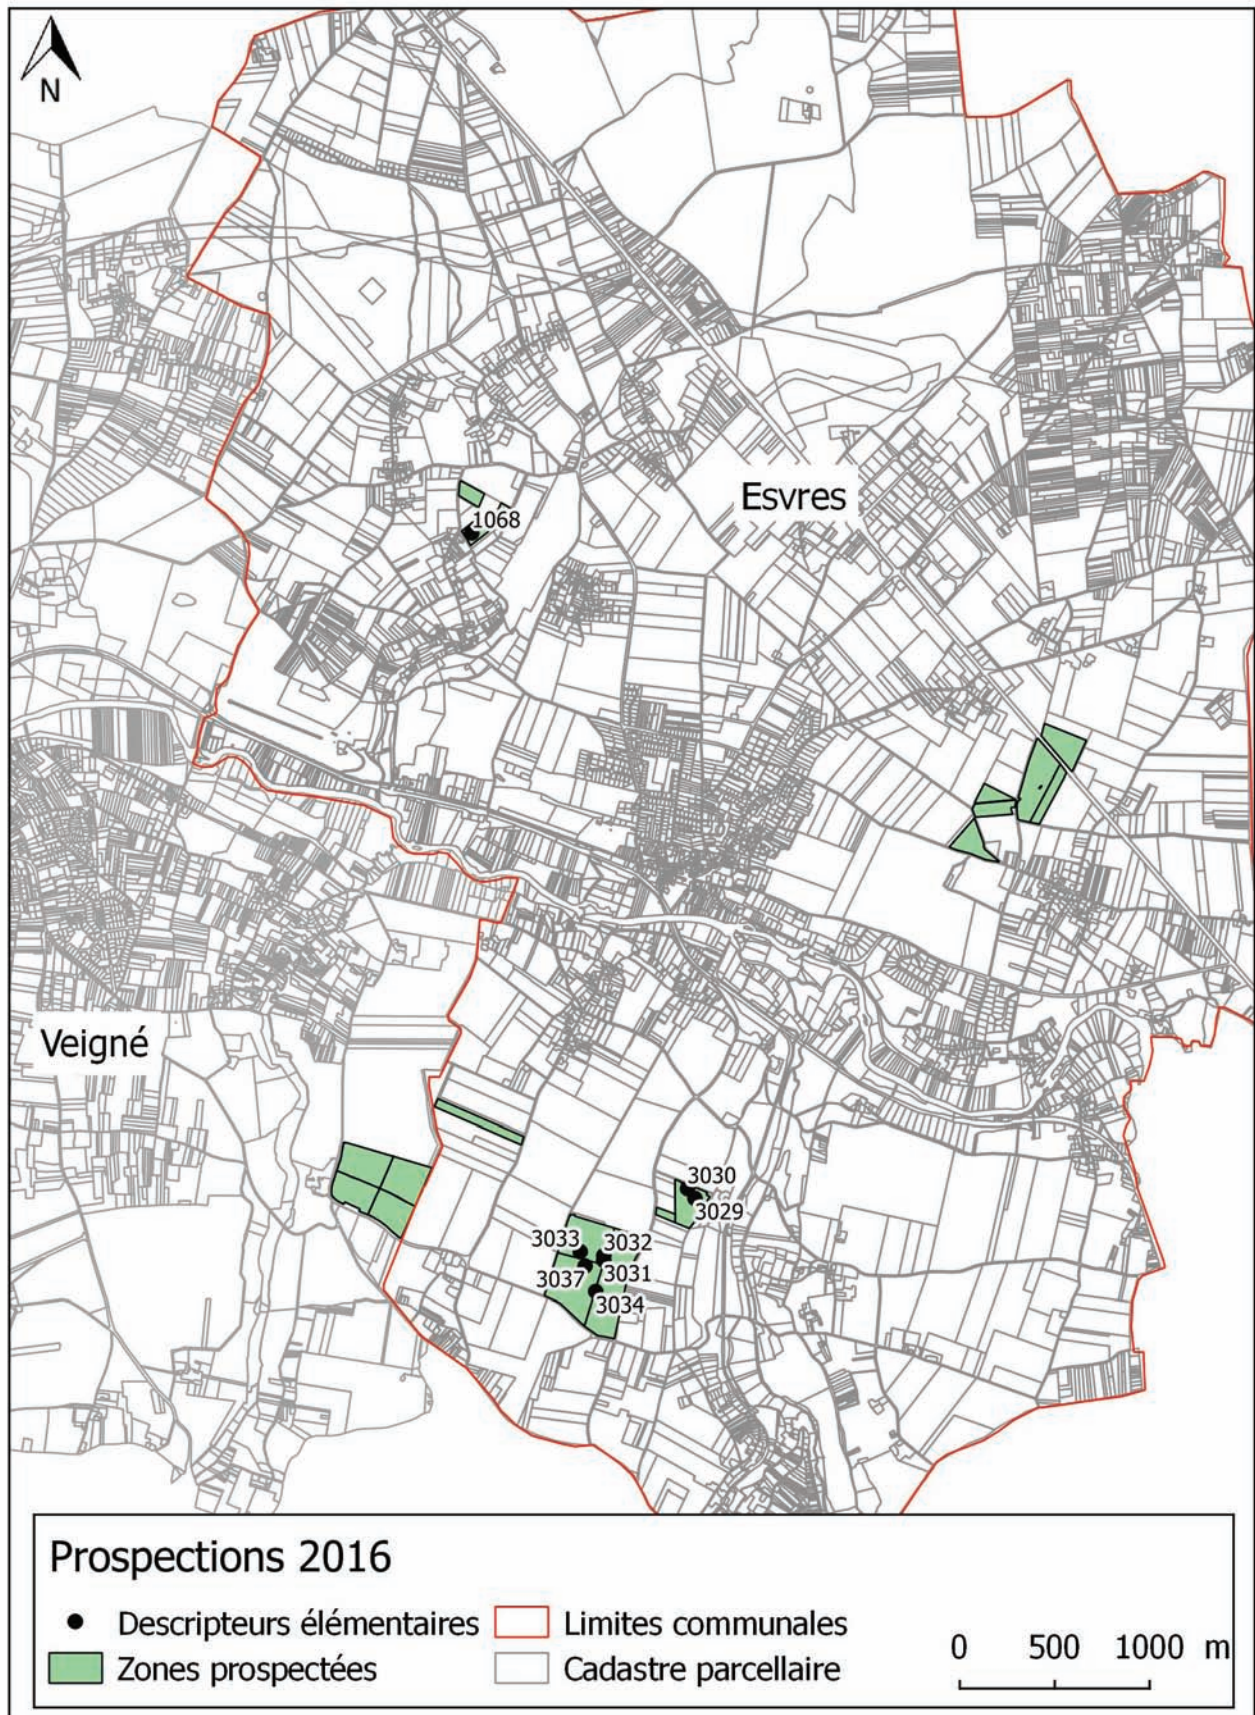 N
1068
Esvres
Veigné
3030
3029
3033
3032
3037
3031
3034
Prospections 2016
Descripteurs élémentaires
Limites communales
Zones prospectées
Cadastre parcellaire
0 500 1000 m